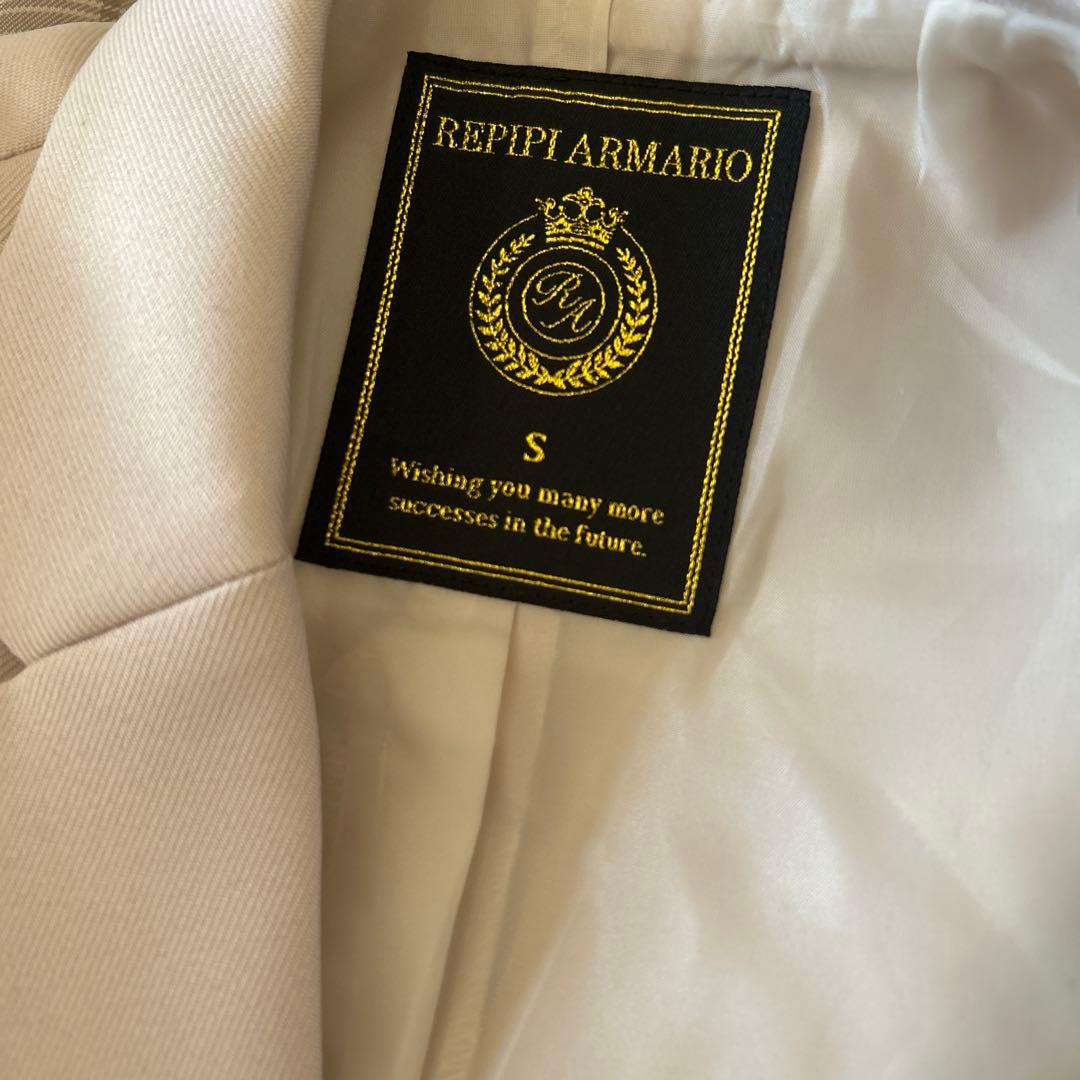 REPIPI ARMARIO
RA
S
Wishing you many more
successes in the future.